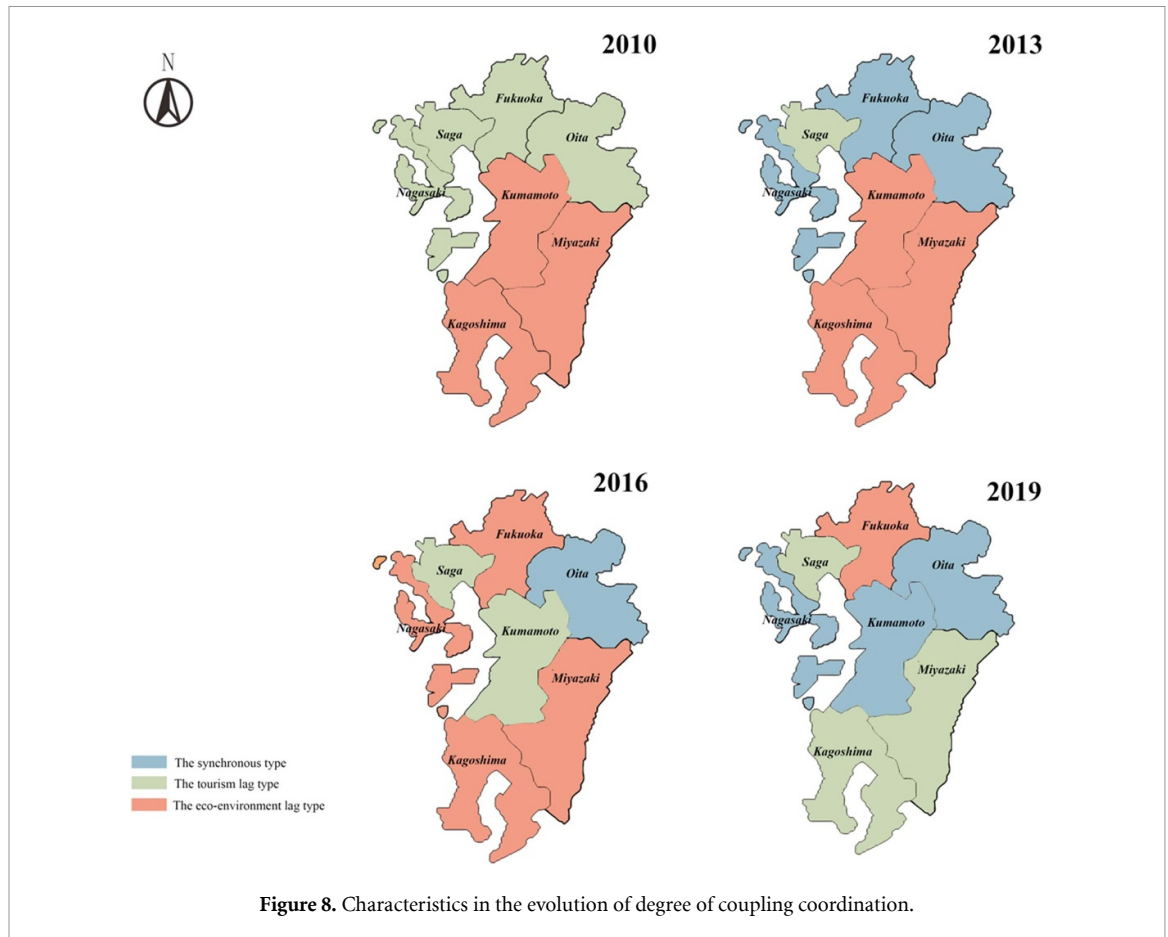 N
2010
Fukuoka
Saga
Oita
Nagasaki
Kumamoto
Miyazaki
Kagoshima
2013
Fukuoka
Saga
Oita
Nagasaki
Kumamoto
Miyazaki
Kagoshima
2016
Fukuoka
Saga
Oita
Nagasaki
Kumamoto
Miyazaki
Kagoshima
2019
Fukuoka
Saga
Oita
Nagasaki
Kumamoto
Miyazaki
Kagoshima
The synchronous type
The tourism lag type
The eco-environment lag type
Figure 8. Characteristics in the evolution of degree of coupling coordination.